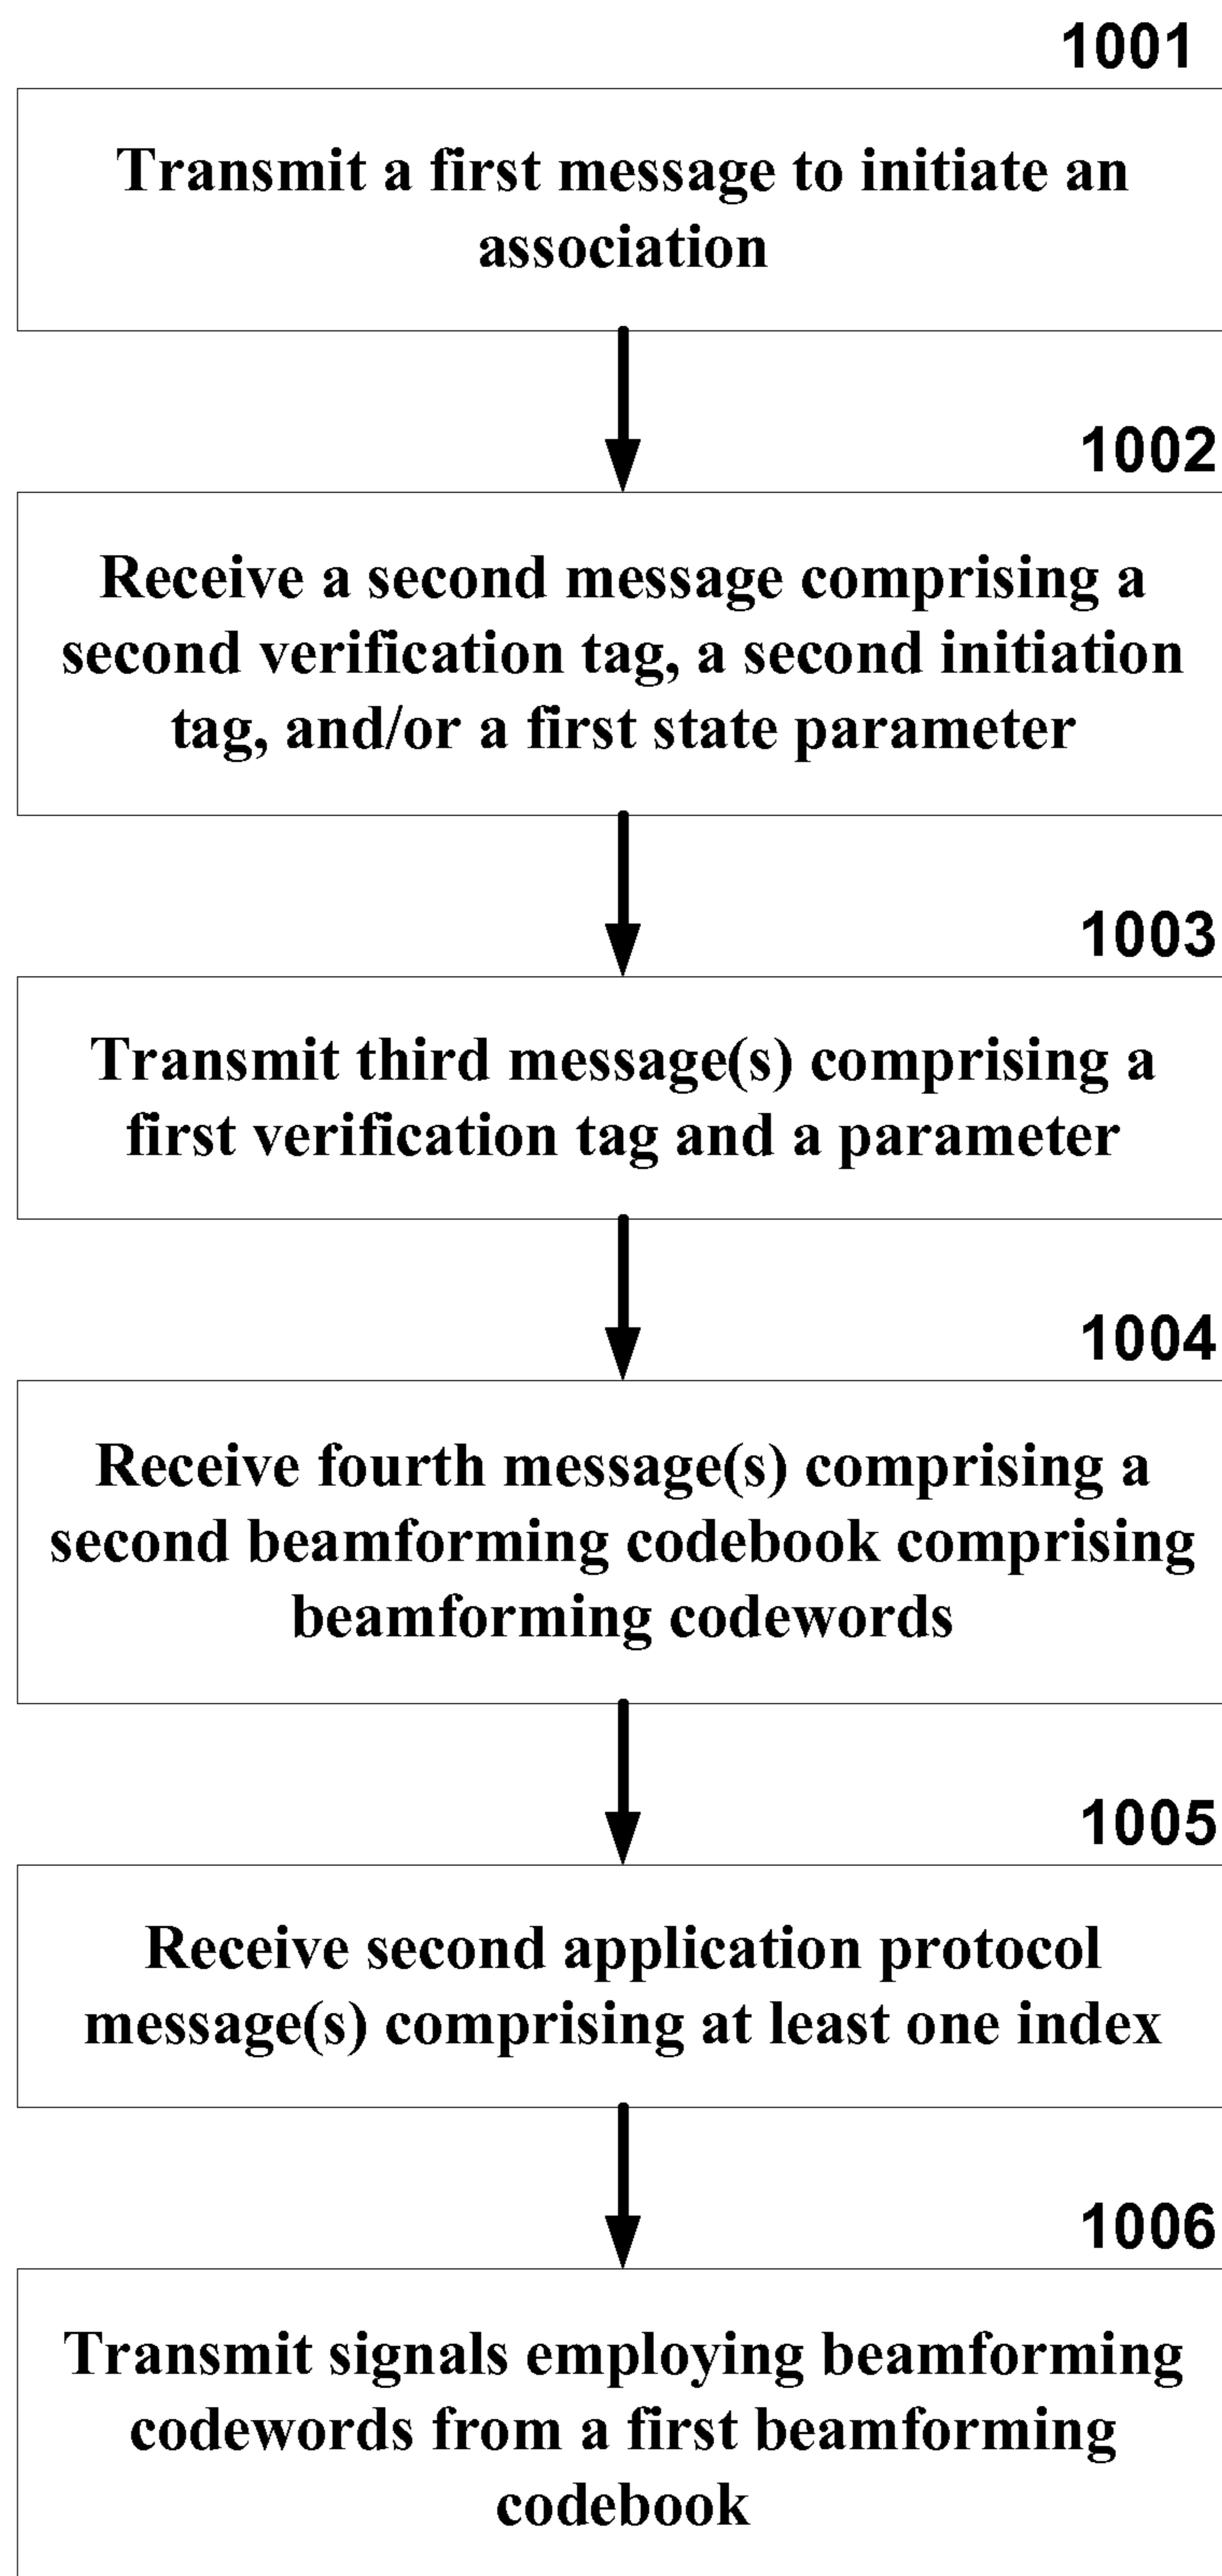 1001
Transmit a first message to initiate an
association
1002
Receive a second message comprising a
second verification tag, a second initiation
tag, and/or a first state parameter
1003
Transmit third message(s) comprising a
first verification tag and a parameter
1004
Receive fourth message(s) comprising a
second beamforming codebook comprising
beamforming codewords
1005
Receive second application protocol
message(s) comprising at least one index
1006
Transmit signals employing beamforming
codewords from a first beamforming
codebook